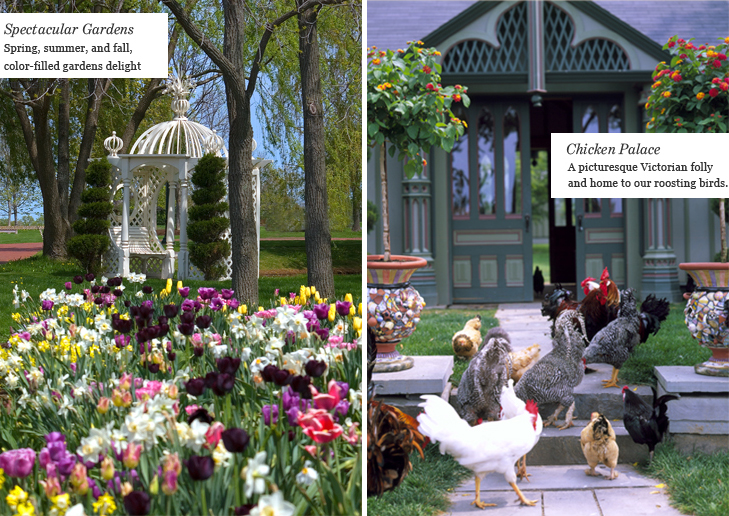 Spectacular Gardens
Spring, summer, and fall,
color-filled gardens delight
Chicken Palace
A picturesque Victorian folly
and home to our roosting birds.